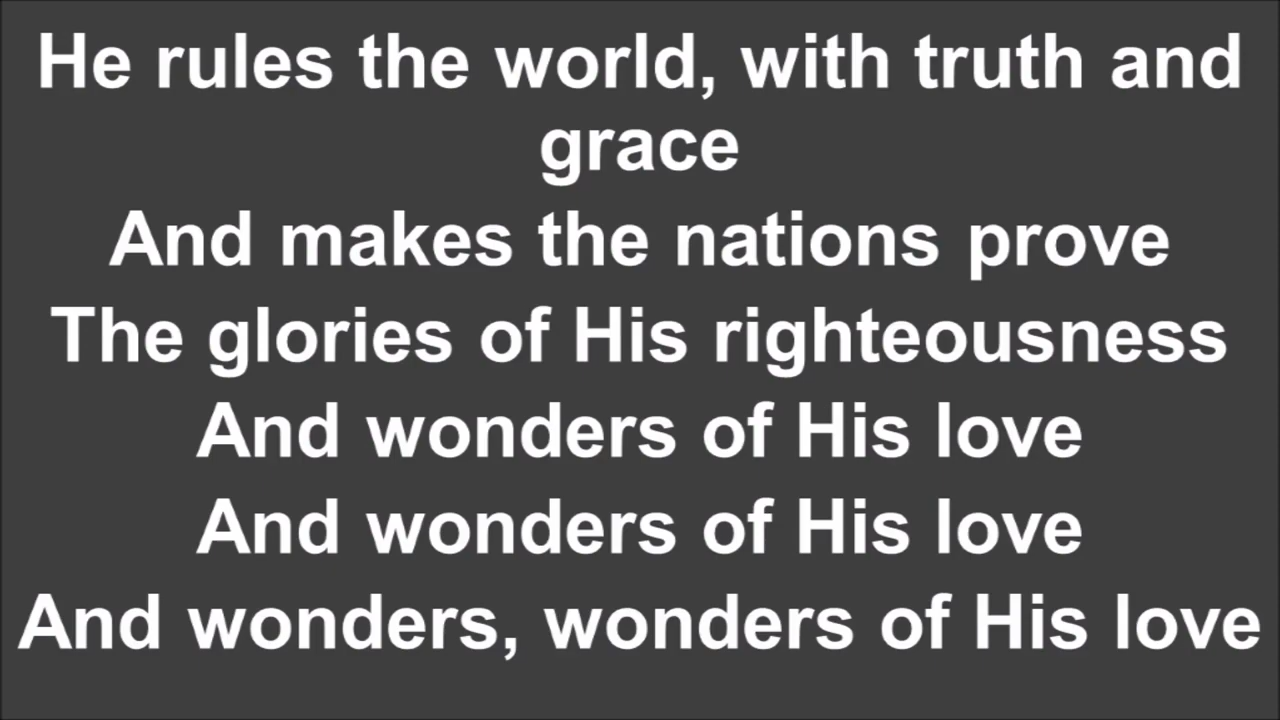 He rules the world, with truth and
grace
And makes the nations prove
The glories of His righteousness
And wonders of His love
And wonders of His love
And wonders, wonders of His love